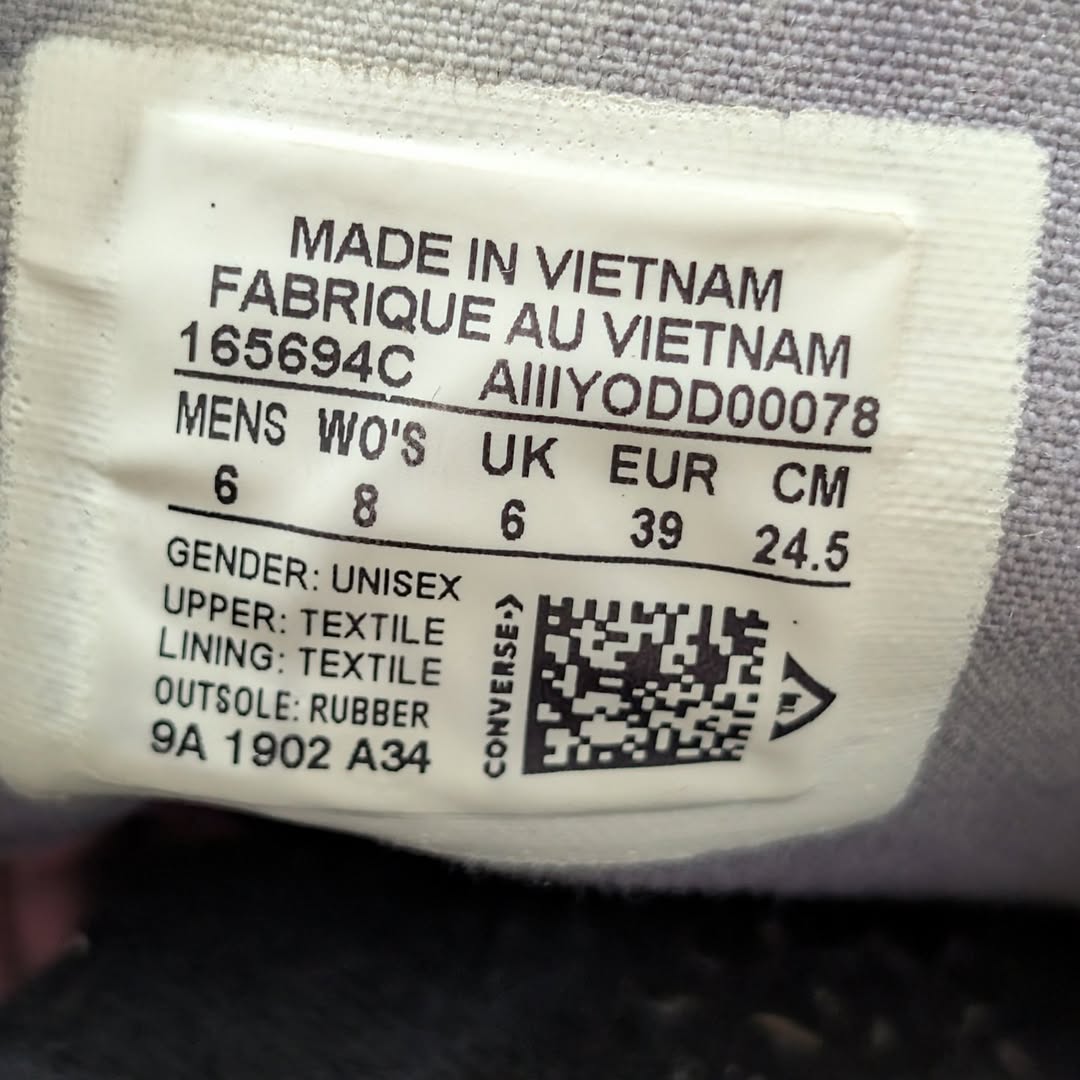 MADE IN VIETNAM
FABRIQUE AU VIETNAM
165694C AIIIYODD00078
MENS WO'S UK EUR CM
6 8 6 39 24.5
GENDER: UNISEX
UPPER: TEXTILE
LINING: TEXTILE
OUTSOLE: RUBBER
9A 1902 A34
CONVERSE